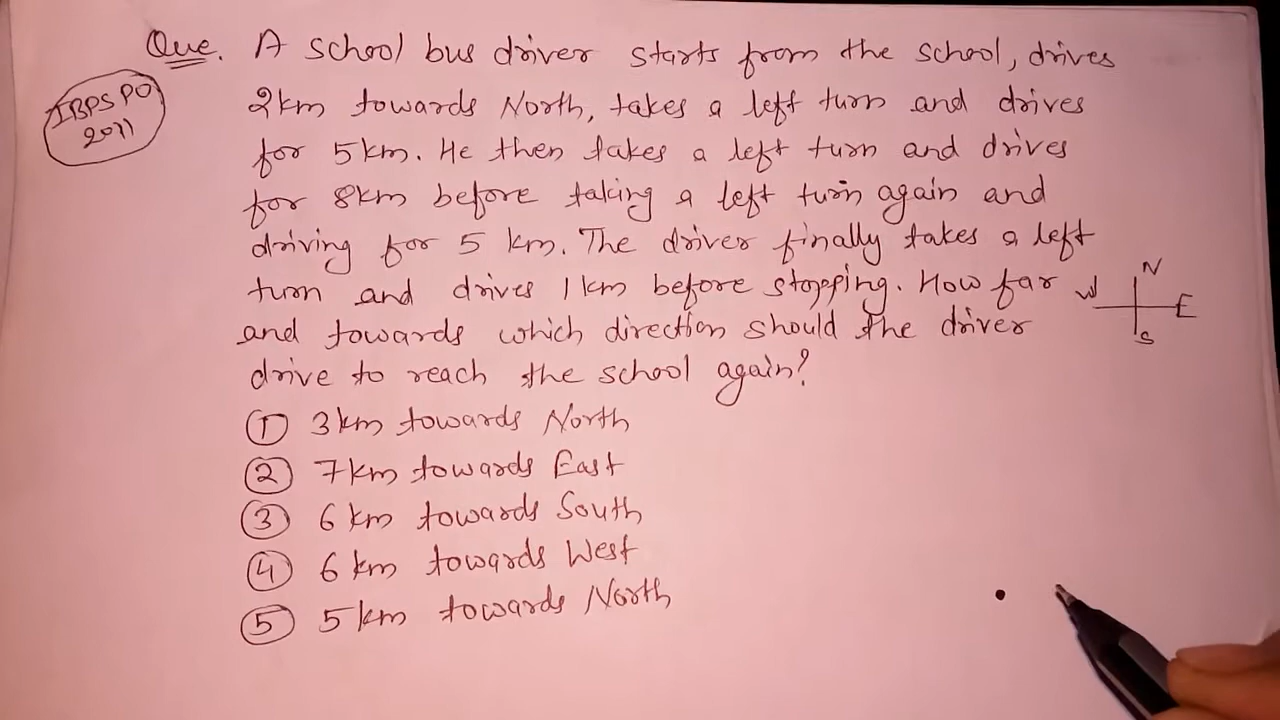 Que. A school bus driver starts from the school, drives
IBPS PO
2011
2km towards North, takes a left turn and drives
for 5km. He then takes a left turn and drives
for 8km before taking a left turn again and
driving for 5 km. The driver finally takes a left
turn and drives 1km before stopping. How far
and towards which direction should the driver
drive to reach the school again?
N
W E
S
① 3km towards North
② 7km towards East
③ 6 km towards South
④ 6 km towards West
⑤ 5 km towards North